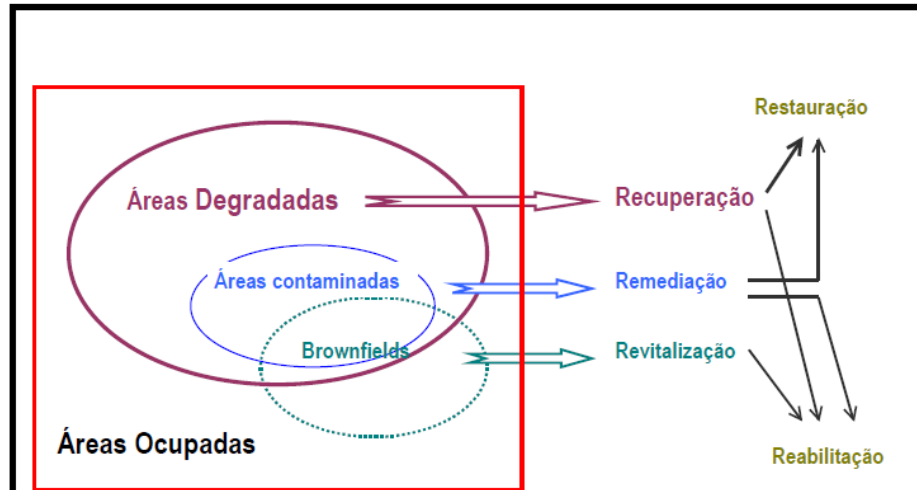 Restauração
Áreas Degradadas
Recuperação
Áreas contaminadas
Remediação
Brownfields
Revitalização
Áreas Ocupadas
Reabilitação